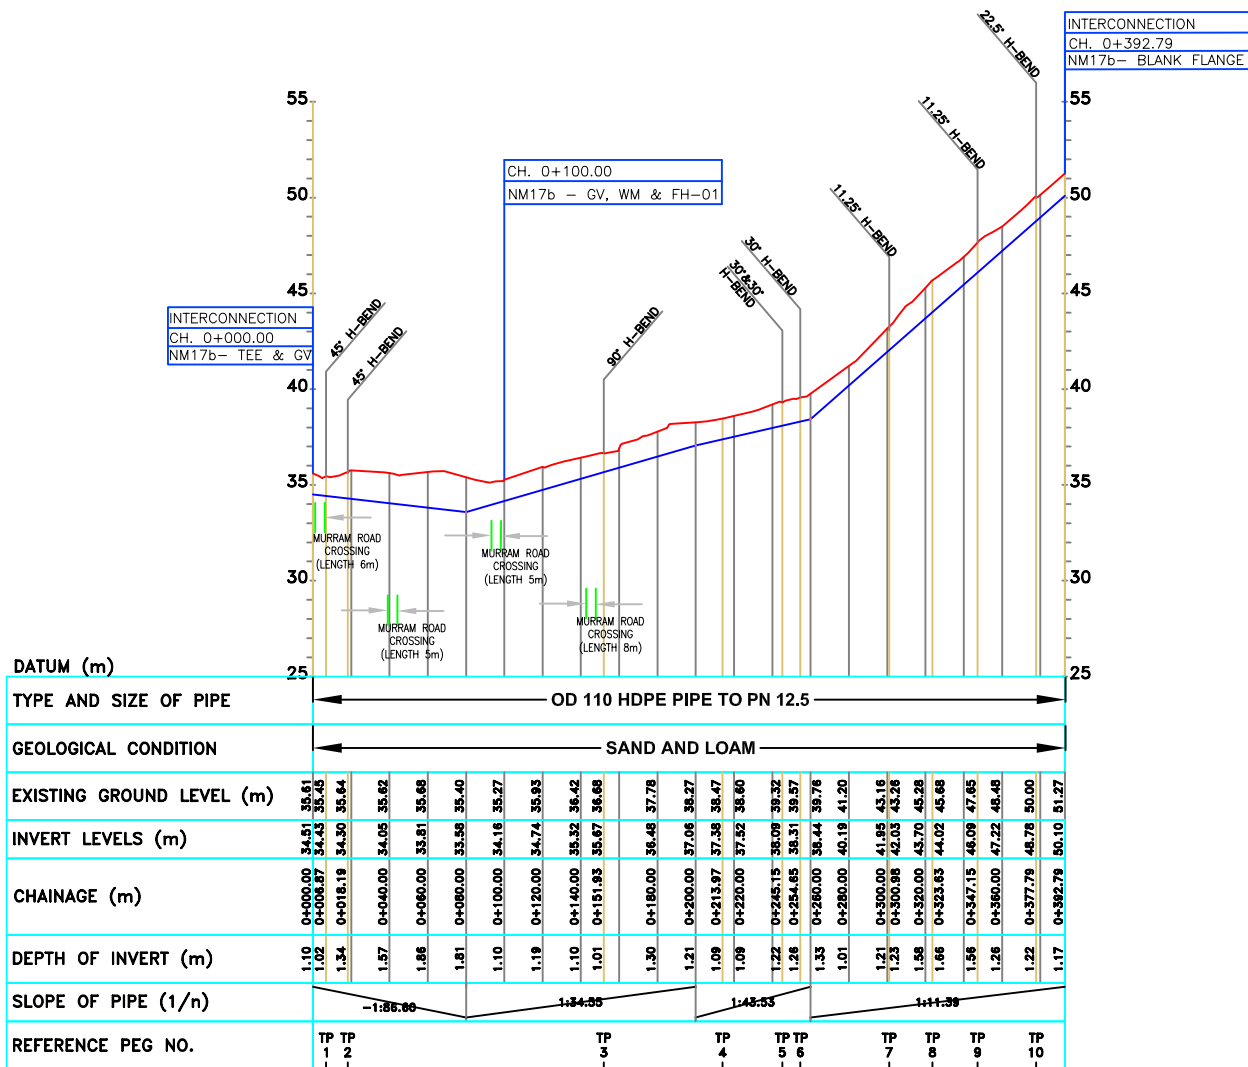 INTERCONNECTION
CH. 0+392.79
NM17b- BLANK FLANGE
22.5° H-BEND
11.25° H-BEND
11.25° H-BEND
30° H-BEND
30°&30°
H-BEND
CH. 0+100.00
NM17b - GV, WM & FH-01
INTERCONNECTION
CH. 0+000.00
NM17b- TEE & GV
45° H-BEND
45° H-BEND
90° H-BEND
55
50
45
40
35
30
25
55
50
45
40
35
30
25
MURRAM ROAD
CROSSING
(LENGTH 6m)
MURRAM ROAD
CROSSING
(LENGTH 5m)
MURRAM ROAD
CROSSING
(LENGTH 5m)
MURRAM ROAD
CROSSING
(LENGTH 8m)
DATUM (m)
TYPE AND SIZE OF PIPE OD 110 HDPE PIPE TO PN 12.5
GEOLOGICAL CONDITION SAND AND LOAM
EXISTING GROUND LEVEL (m) 35.61 35.45 35.64 35.62 35.68 35.40 35.27 35.93 36.42 36.68 37.78 38.27 38.47 38.60 39.32 39.57 39.76 41.20 43.16 43.26 45.28 45.68 47.65 48.48 50.00 51.27
INVERT LEVELS (m) 34.51 34.43 34.30 34.05 33.81 33.58 34.16 34.74 35.32 35.67 36.48 37.06 37.38 37.52 38.09 38.31 38.44 40.19 41.95 42.03 43.70 44.02 46.09 47.22 48.78 50.10
CHAINAGE (m) 0+000.00 0+006.87 0+018.19 0+040.00 0+060.00 0+080.00 0+100.00 0+120.00 0+140.00 0+151.93 0+180.00 0+200.00 0+213.97 0+220.00 0+245.15 0+254.65 0+260.00 0+280.00 0+300.00 0+300.98 0+320.00 0+323.63 0+347.15 0+360.00 0+377.79 0+392.79
DEPTH OF INVERT (m) 1.10 1.02 1.34 1.57 1.86 1.81 1.10 1.19 1.10 1.01 1.30 1.21 1.09 1.09 1.22 1.26 1.33 1.01 1.21 1.23 1.58 1.66 1.56 1.26 1.22 1.17
SLOPE OF PIPE (1/n) -1:86.60 1:34.55 1:43.53 1:11.39
REFERENCE PEG NO. TP 1 TP 2 TP 3 TP 4 TP 5 TP 6 TP 7 TP 8 TP 9 TP 10